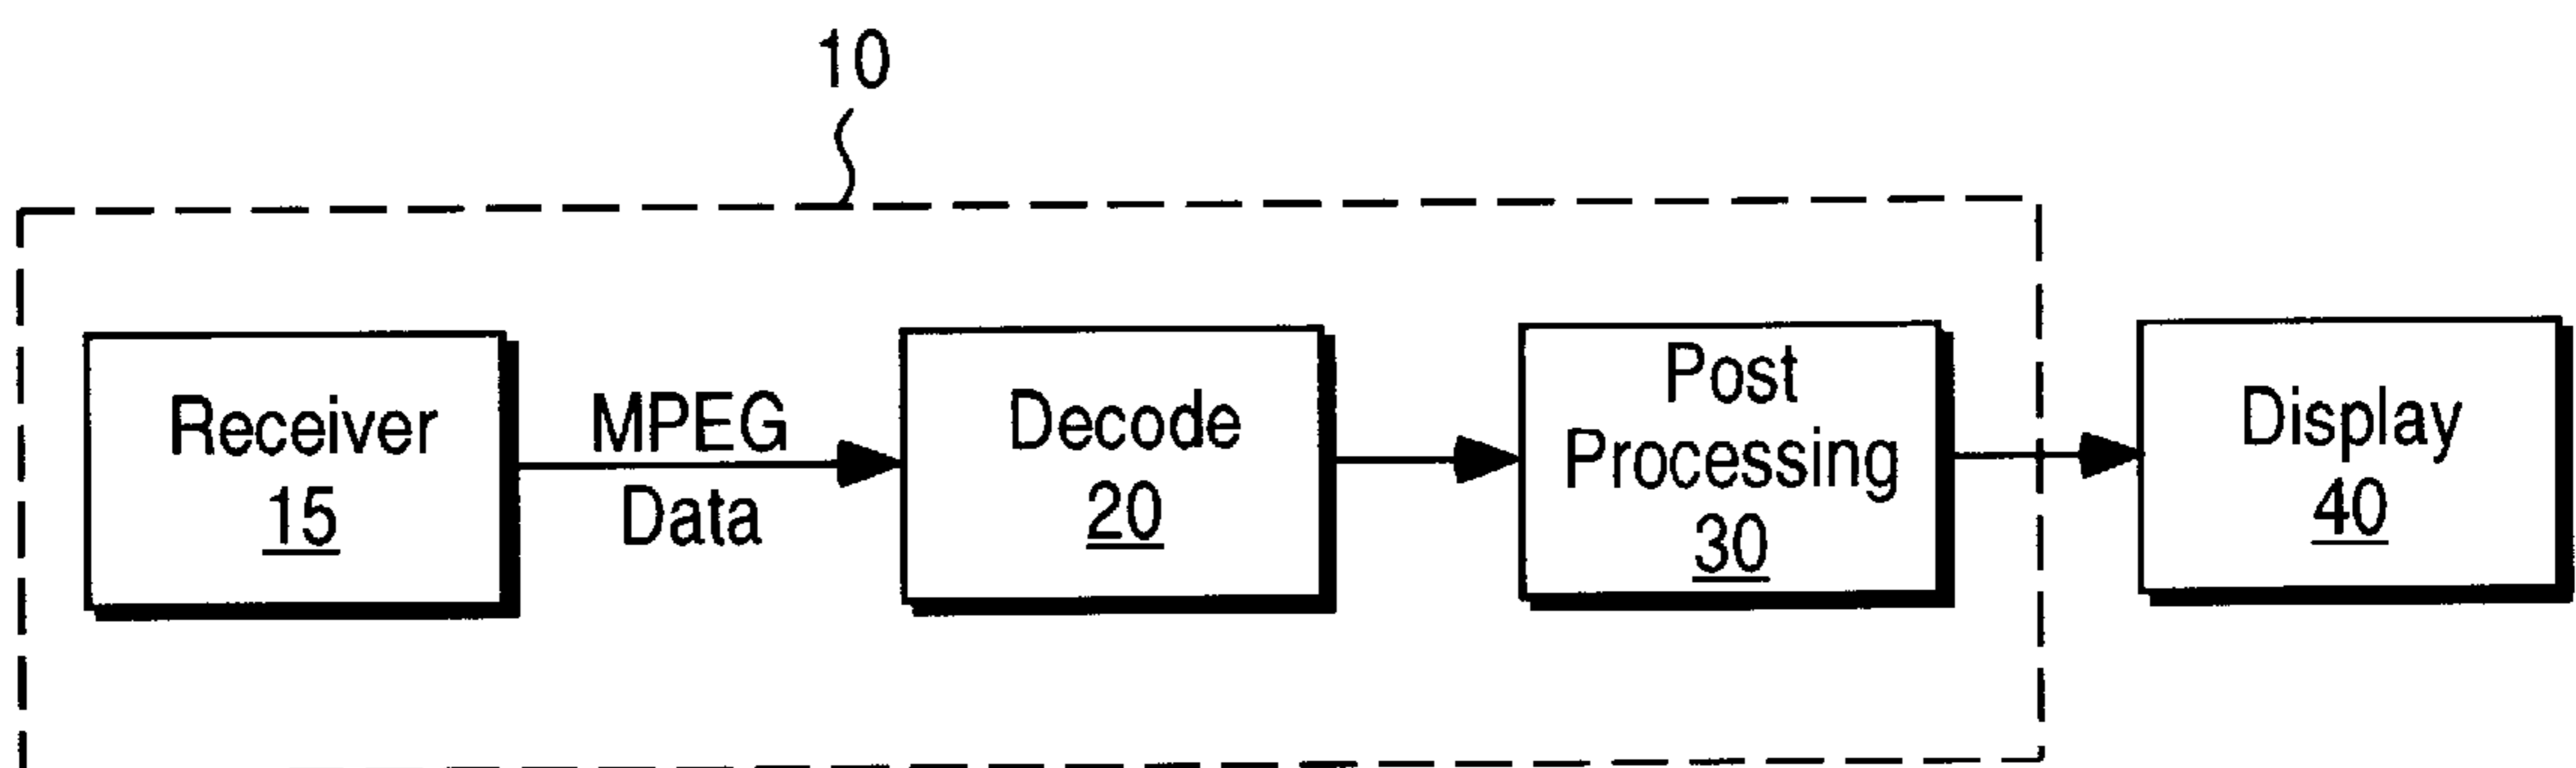 10
Receiver
15
MPEG
Data
Decode
20
Post
Processing
30
Display
40